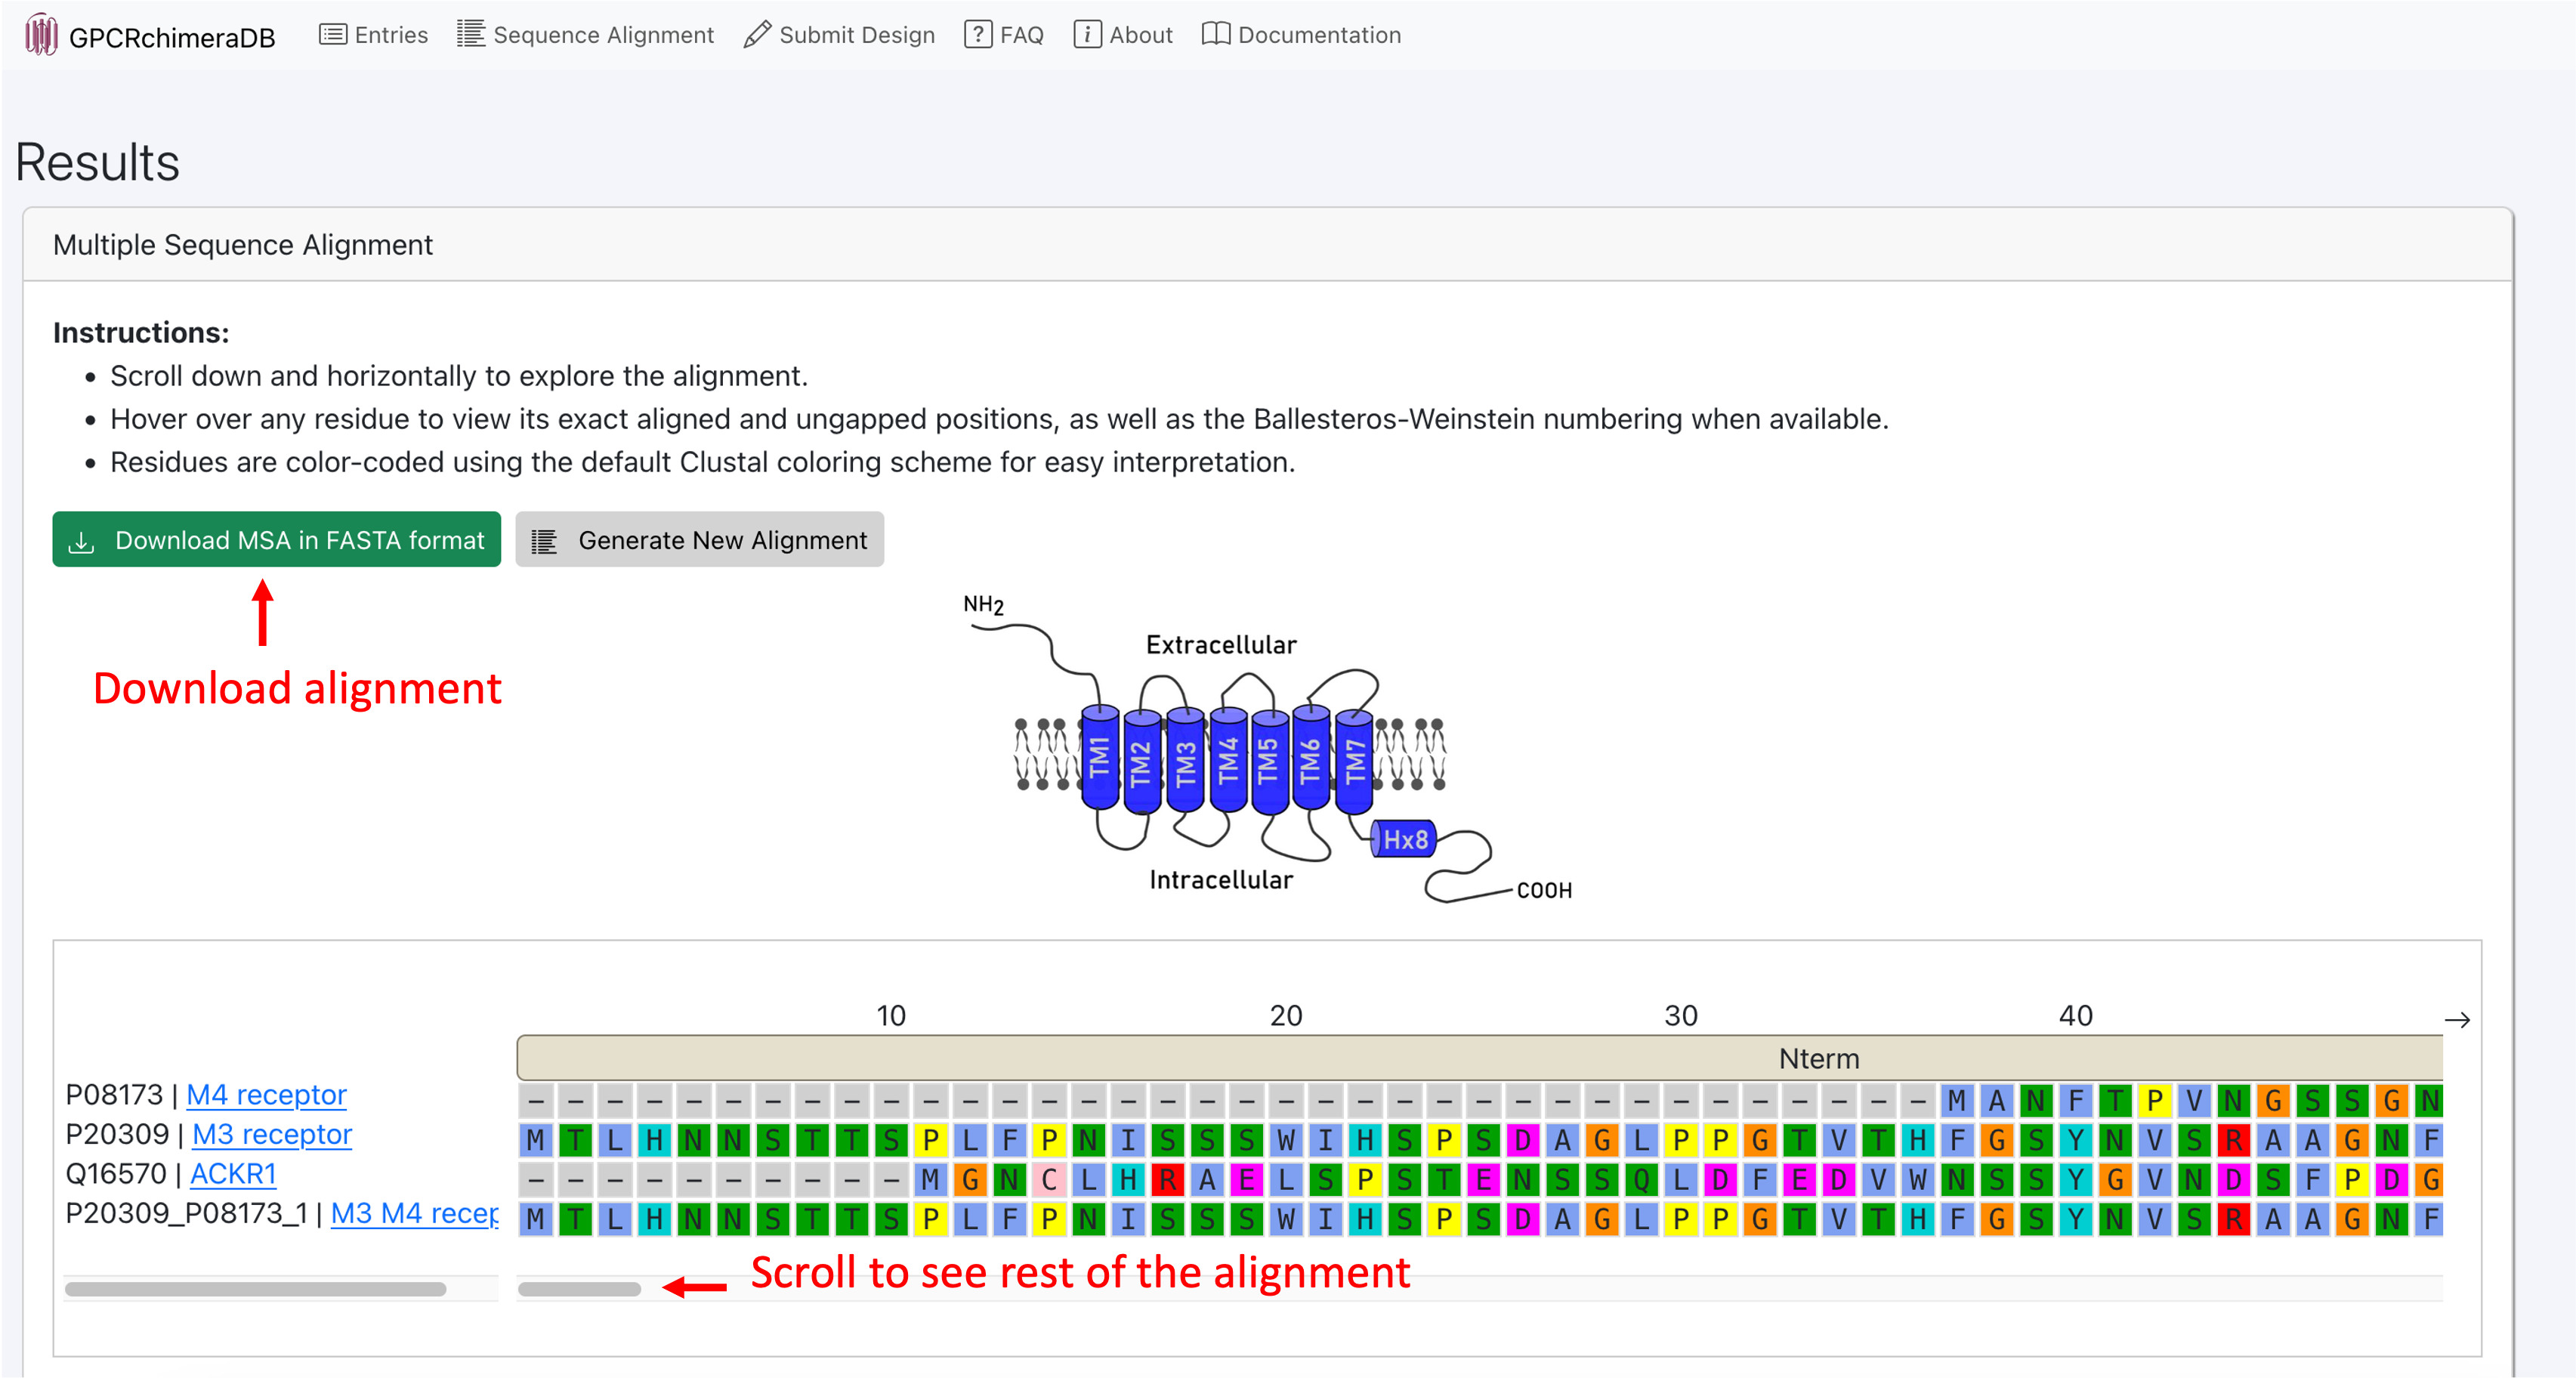 GPCRchimeraDB Entries Sequence Alignment Submit Design FAQ About Documentation
Results
Multiple Sequence Alignment
Instructions:
• Scroll down and horizontally to explore the alignment.
• Hover over any residue to view its exact aligned and ungapped positions, as well as the Ballesteros-Weinstein numbering when available.
• Residues are color-coded using the default Clustal coloring scheme for easy interpretation.
Download MSA in FASTA format Generate New Alignment
Download alignment
NH2
Extracellular
TM1 TM2 TM3 TM4 TM5 TM6 TM7
Hx8
Intracellular
COOH
10 20 30 40 →
Nterm
P08173 | M4 receptor - - - - - - - - - - - - - - - - - - - - - - - - - - - - - - - - - - - - M A N F T P V N G S S G N
P20309 | M3 receptor M T L H N N S T T S P L F P N I S S S W I H S P S D A G L P P G T V T H F G S Y N V S R A A G N F
Q16570 | ACKR1 - - - - - - - - - - M G N C L H R A E L S P S T E N S S Q L D F E D V W N S S Y G V N D S F P D G
P20309_P08173_1 | M3 M4 recep M T L H N N S T T S P L F P N I S S S W I H S P S D A G L P P G T V T H F G S Y N V S R A A G N F
Scroll to see rest of the alignment